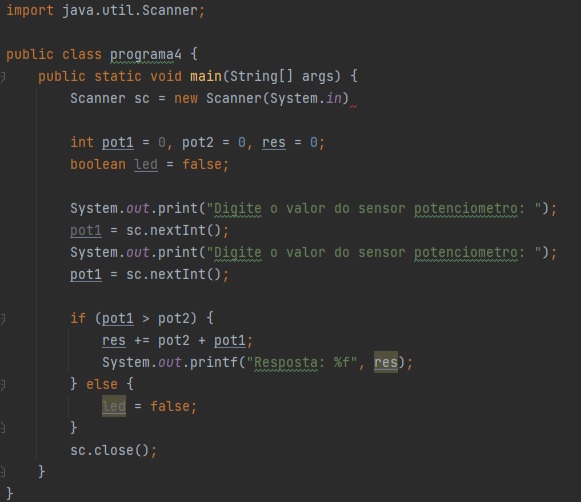 import java.util.Scanner;
public class programa4 {
public static void main(String[] args) {
Scanner sc = new Scanner(System.in)
int pot1 = 0, pot2 = 0, res = 0;
boolean led = false;
System.out.print("Digite o valor do sensor potenciometro: ");
pot1 = sc.nextInt();
System.out.print("Digite o valor do sensor potenciometro: ");
pot1 = sc.nextInt();
if (pot1 > pot2) {
res += pot2 + pot1;
System.out.printf("Resposta: %f", res);
} else {
led = false;
}
sc.close();
}
}